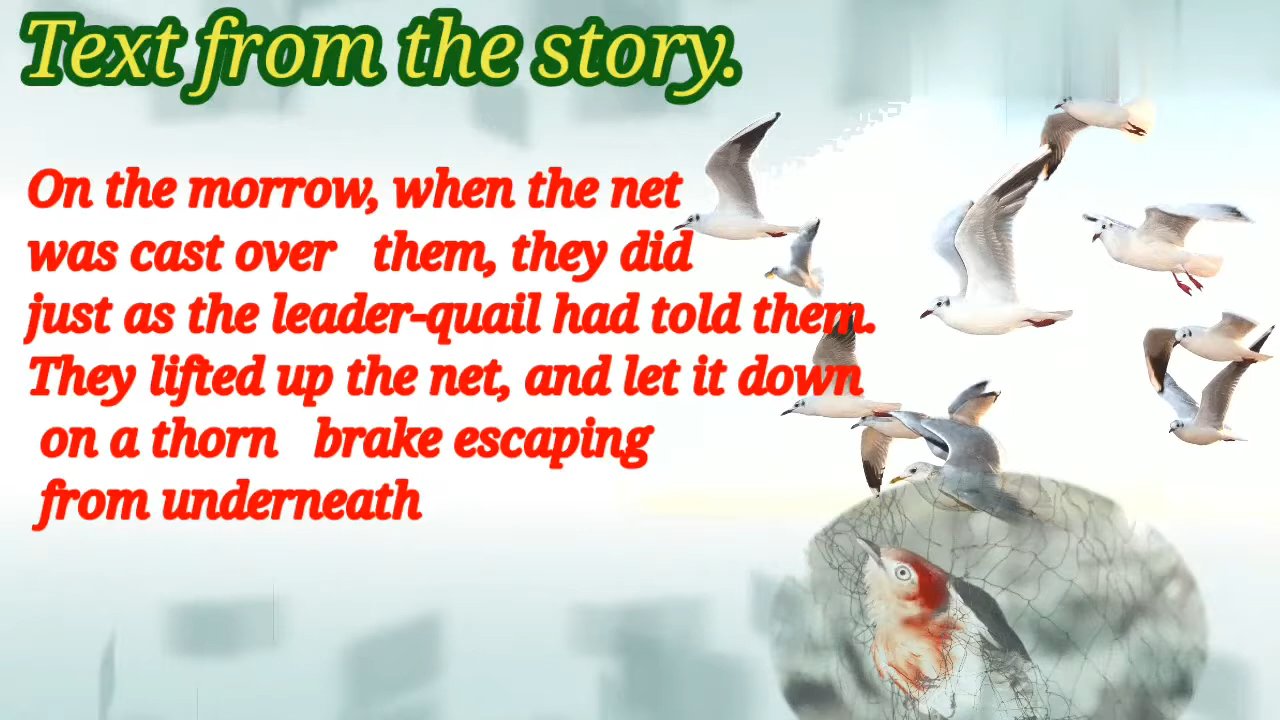 Text from the story.
On the morrow, when the net
was cast over them, they did
just as the leader-quail had told them.
They lifted up the net, and let it down
on a thorn brake escaping
from underneath